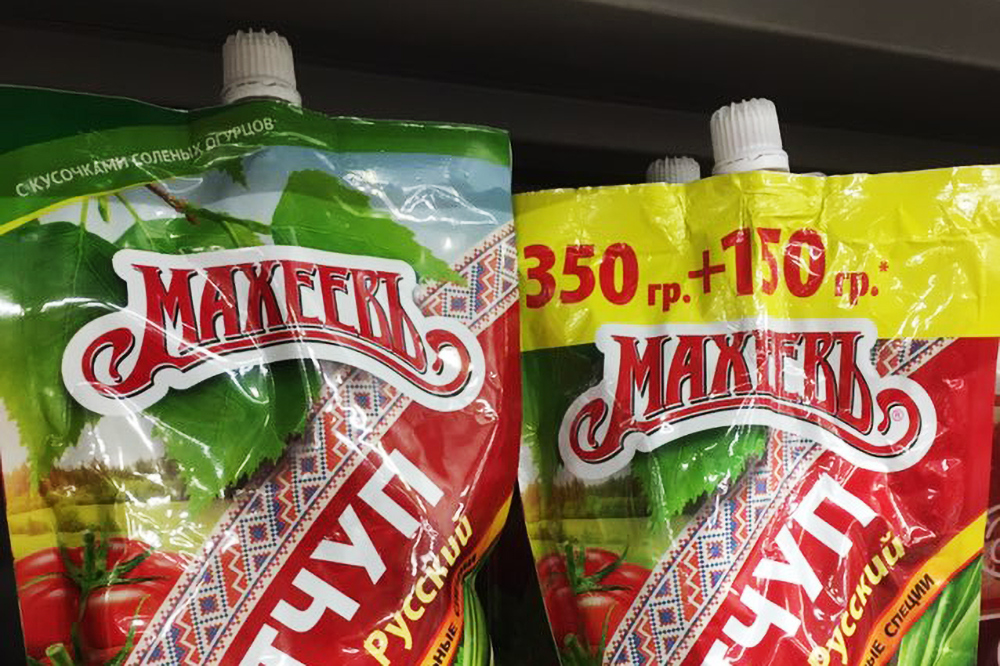 С КУСОЧКАМИ СОЛЕНЫХ ОГУРЦОВ
МАХЕЕВЪ
ТЧУП
Русский
350 гр.+150 гр.*
МАХЕЕВЪ
®
ТЧУП
Русский
СПЕЦИИ